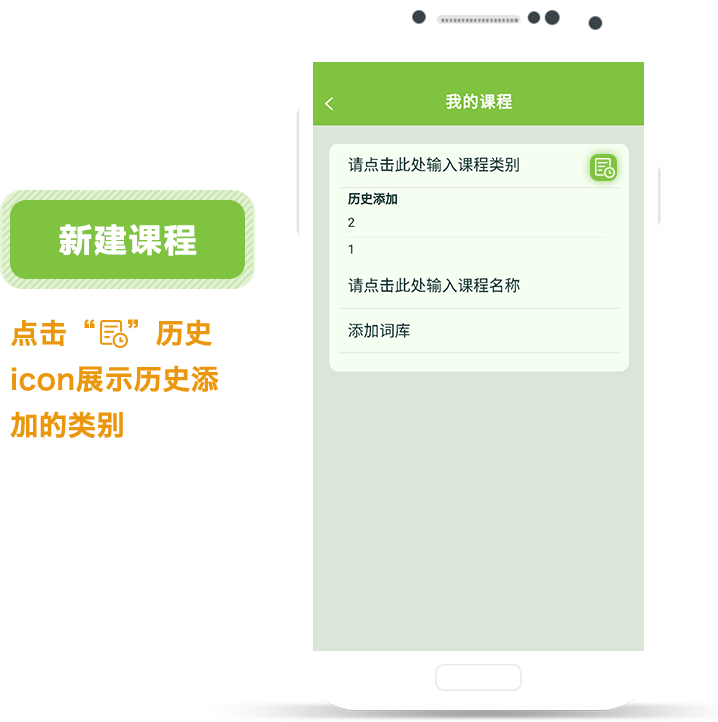 新建课程
点击“ ”历史
icon展示历史添
加的类别
我的课程
请点击此处输入课程类别
历史添加
2
1
请点击此处输入课程名称
添加词库